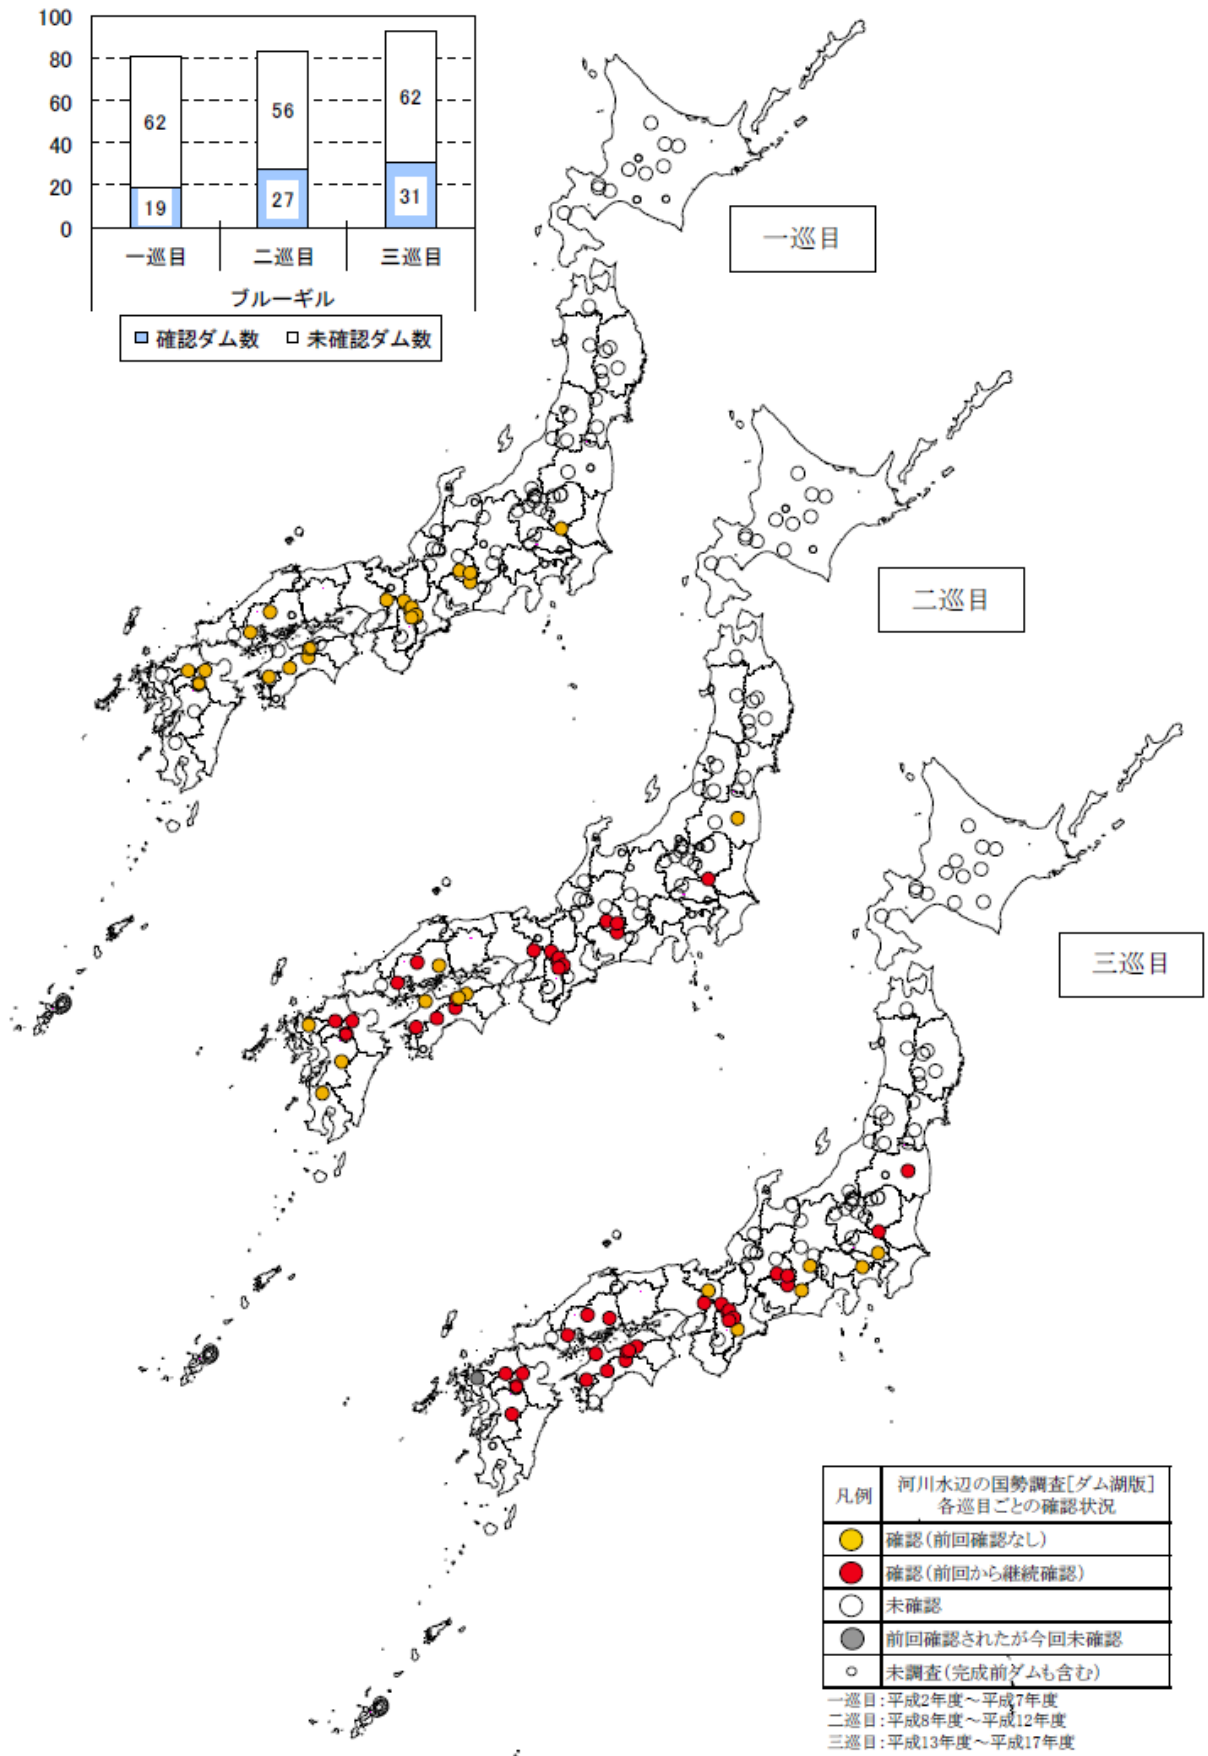 100
80
60
40
20
0
62
56
62
19
27
31
一巡目
二巡目
三巡目
ブルーギル
確認ダム数
未確認ダム数
一巡目
二巡目
三巡目
凡例
河川水辺の国勢調査[ダム湖版]
各巡目ごとの確認状況
確認(前回確認なし)
確認(前回から継続確認)
未確認
前回確認されたが今回未確認
未調査(完成前ダムも含む)
一巡目:平成2年度～平成7年度
二巡目:平成8年度～平成12年度
三巡目:平成13年度～平成17年度